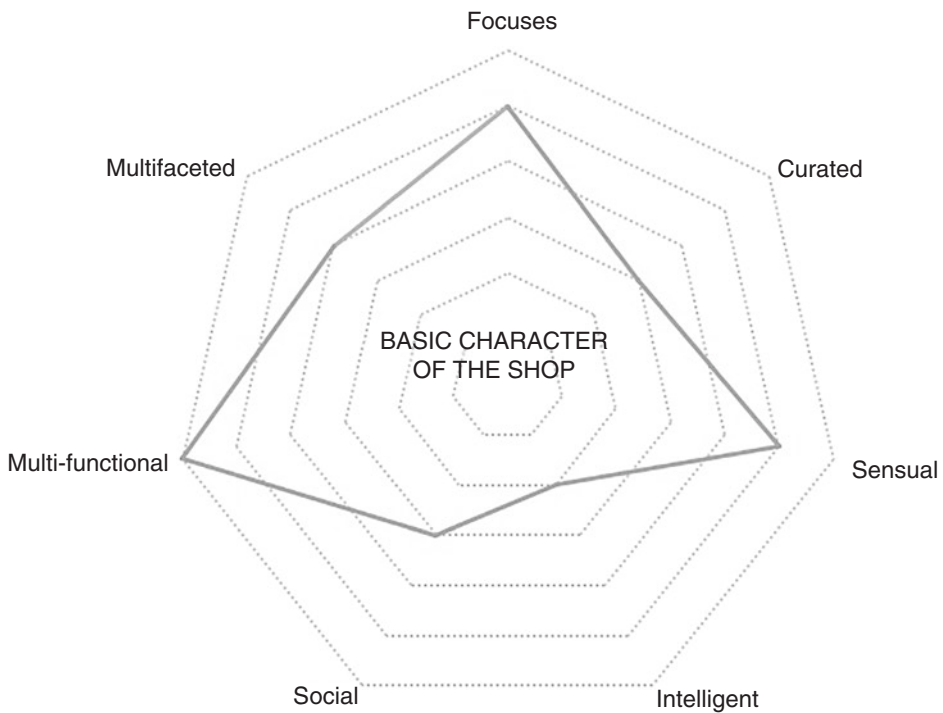 Focuses
Multifaceted
Curated
BASIC CHARACTER
OF THE SHOP
Multi-functional
Sensual
Social
Intelligent